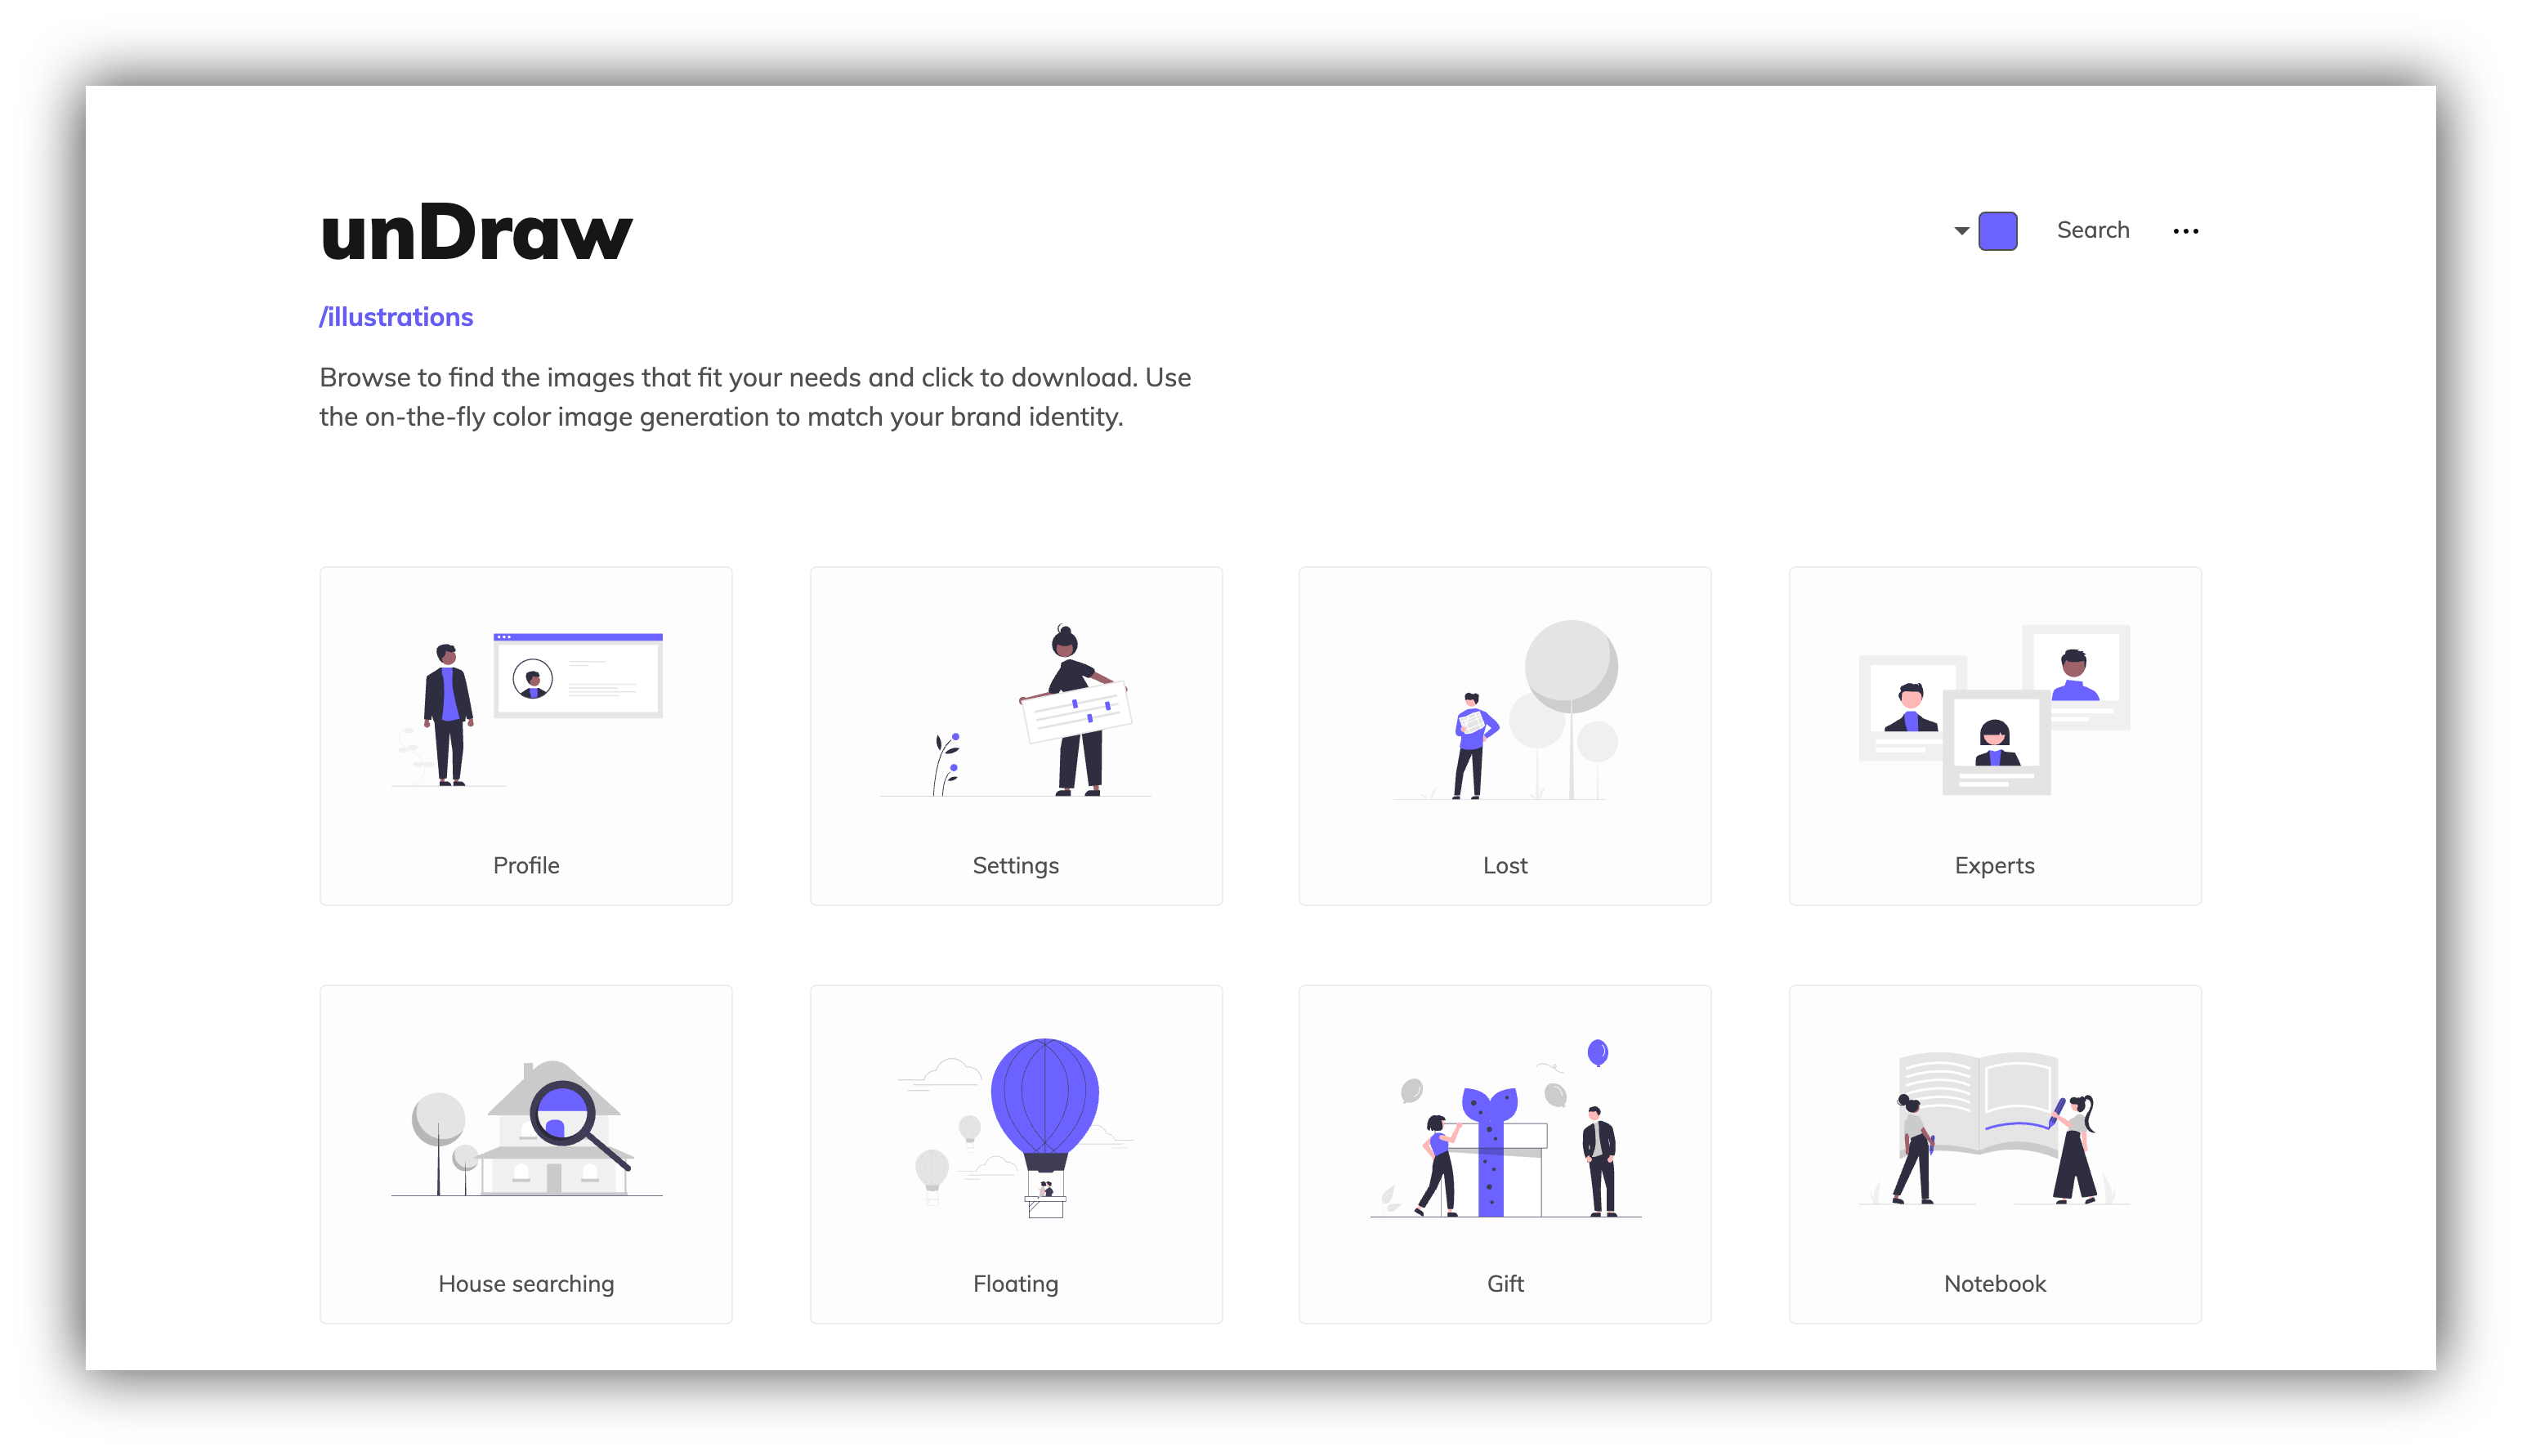 unDraw
Search
/illustrations
Browse to find the images that fit your needs and click to download. Use
the on-the-fly color image generation to match your brand identity.
Profile
Settings
Lost
Experts
House searching
Floating
Gift
Notebook